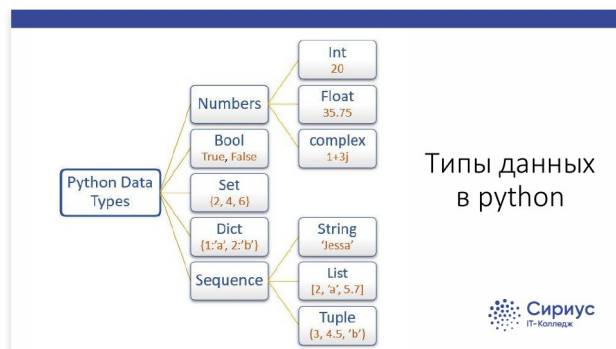 Python Data
Types
Numbers
Int
20
Float
35.75
complex
1+3j
Bool
True, False
Set
{2, 4, 6}
Dict
{1:'a', 2:'b'}
Sequence
String
'Jessa'
List
[2, 'a', 5.7]
Tuple
(3, 4.5, 'b')
Типы данных
в python
Сириус
IT-Колледж